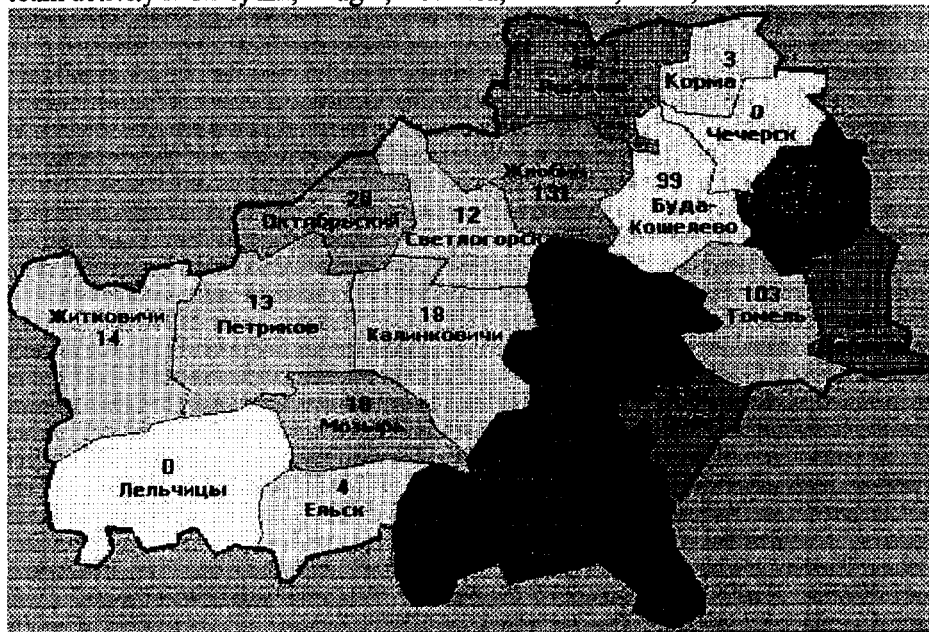 3
Корма
0
Чечерск
Жлобин
131
99
Буда-
Кошелево
28
Октябрьский
12
Светлогорск
103
Гомель
Житковичи
14
13
Петриков
18
Калинковичи
18
Мозырь
0
Лельчицы
4
Ельск